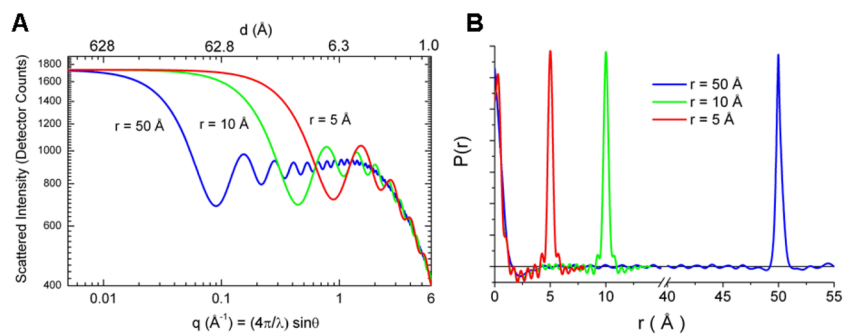 A
d (Å)
628 62.8 6.3 1.0
Scattered Intensity (Detector Counts)
1800
1600
1400
1200
1000
800
600
400
r = 50 Å r = 10 Å r = 5 Å
0.01 0.1 1 6
q (Å⁻¹) = (4π/λ) sinθ
B
P(r)
r = 50 Å
r = 10 Å
r = 5 Å
0 5 10 40 45 50 55
r ( Å )